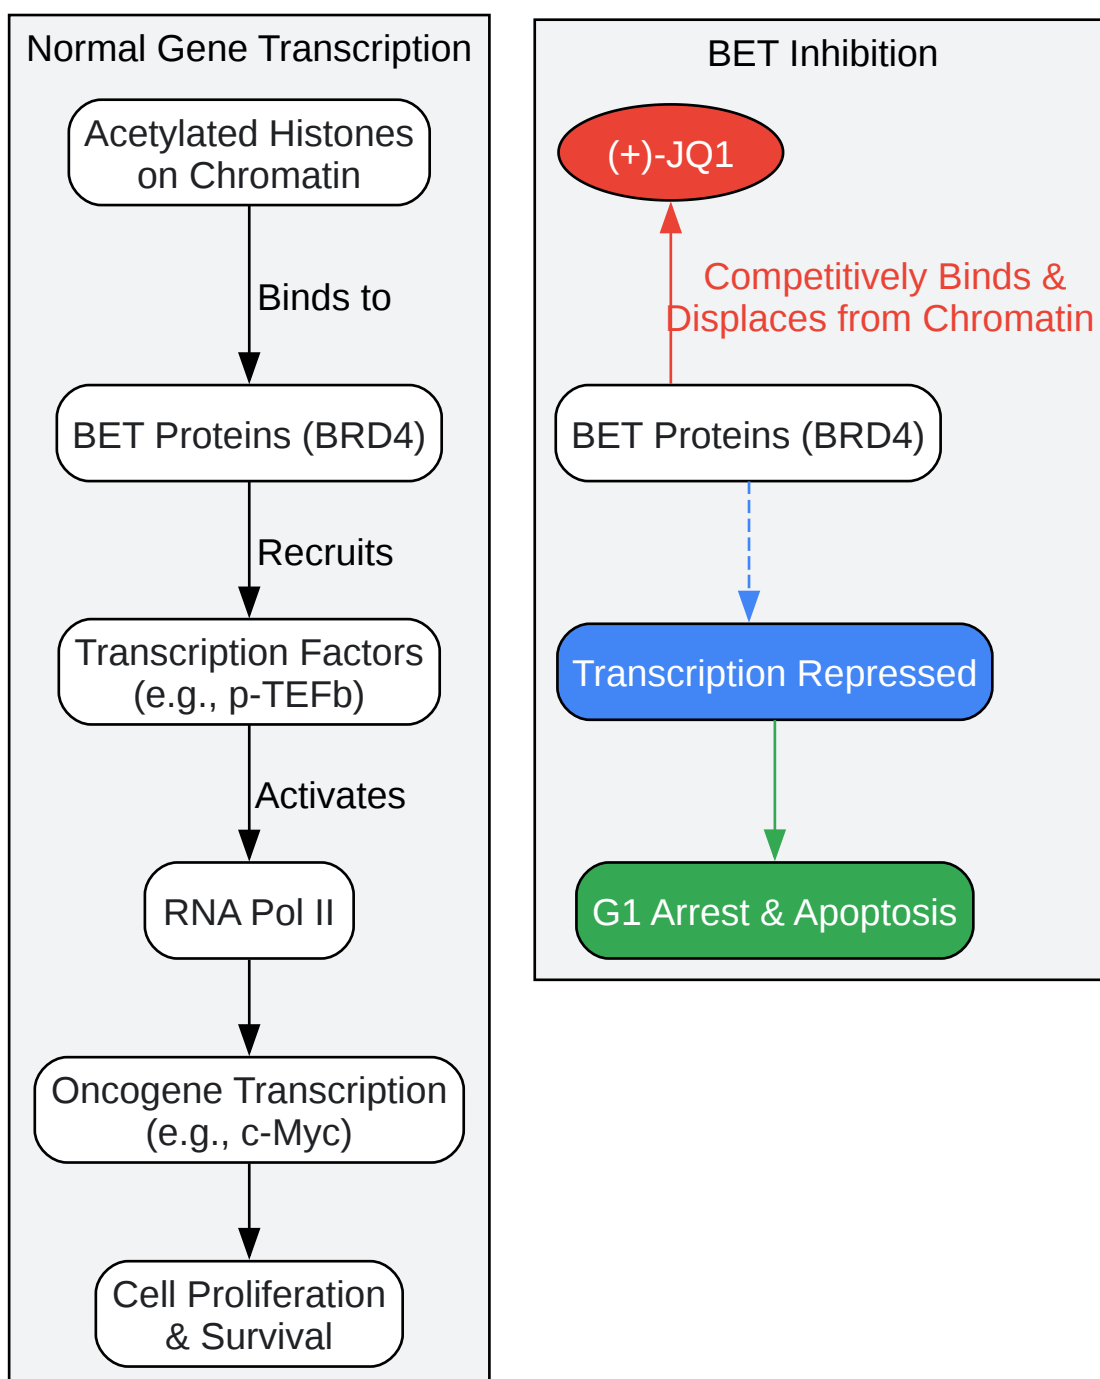 Normal Gene Transcription
Acetylated Histones
on Chromatin
Binds to
BET Proteins (BRD4)
Recruits
Transcription Factors
(e.g., p-TEFb)
Activates
RNA Pol II
Oncogene Transcription
(e.g., c-Myc)
Cell Proliferation
& Survival
BET Inhibition
(+)-JQ1
Competitively Binds &
Displaces from Chromatin
BET Proteins (BRD4)
Transcription Repressed
G1 Arrest & Apoptosis